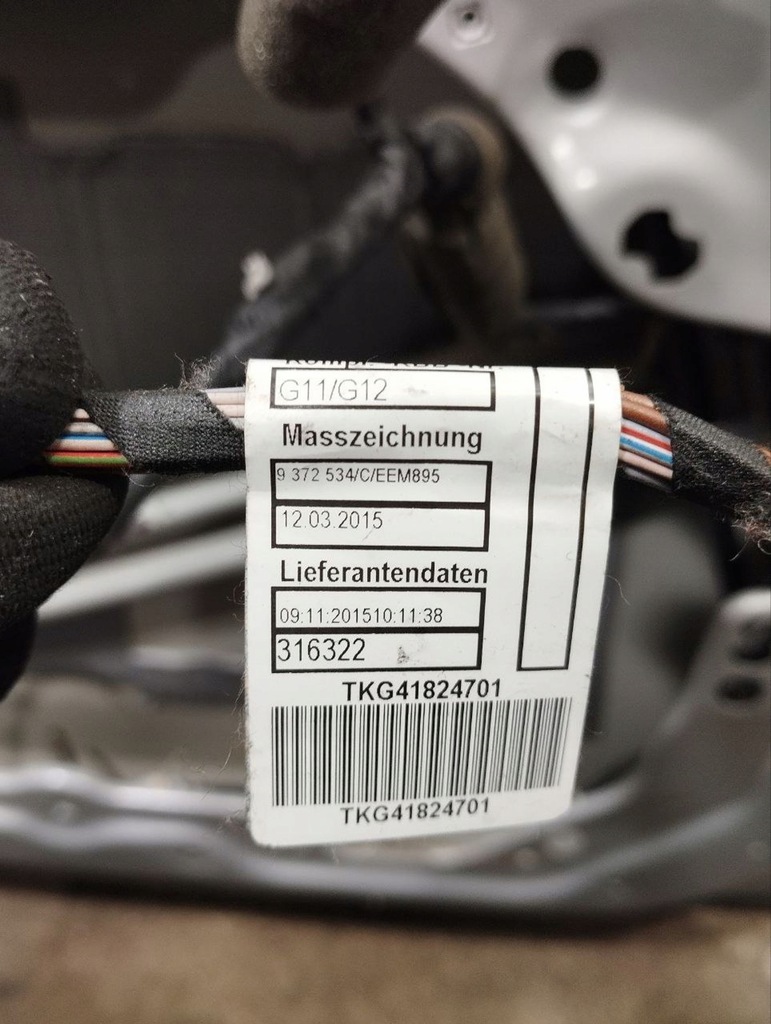 G11/G12
Masszeichnung
9 372 534/C/EEM895
12.03.2015
Lieferantendaten
09:11:201510:11:38
316322
TKG41824701
TKG41824701